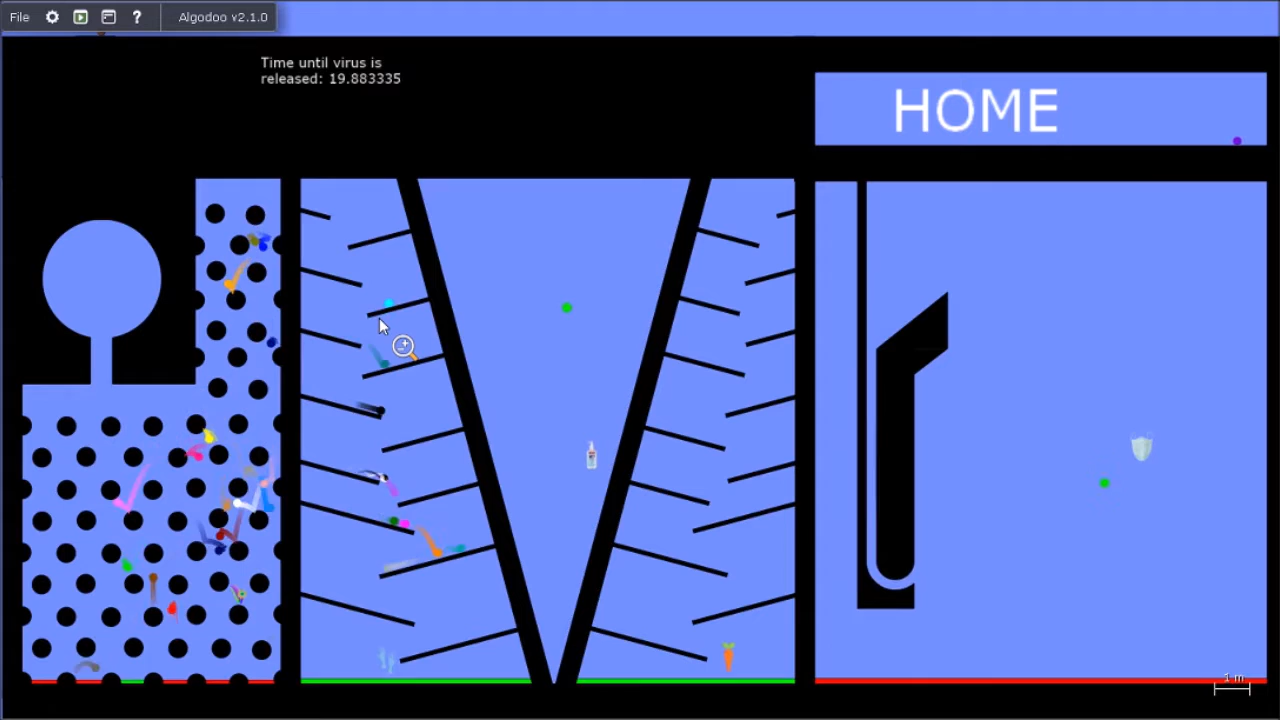 File ? Algodoo v2.1.0
Time until virus is
released: 19.883335
HOME
1 m